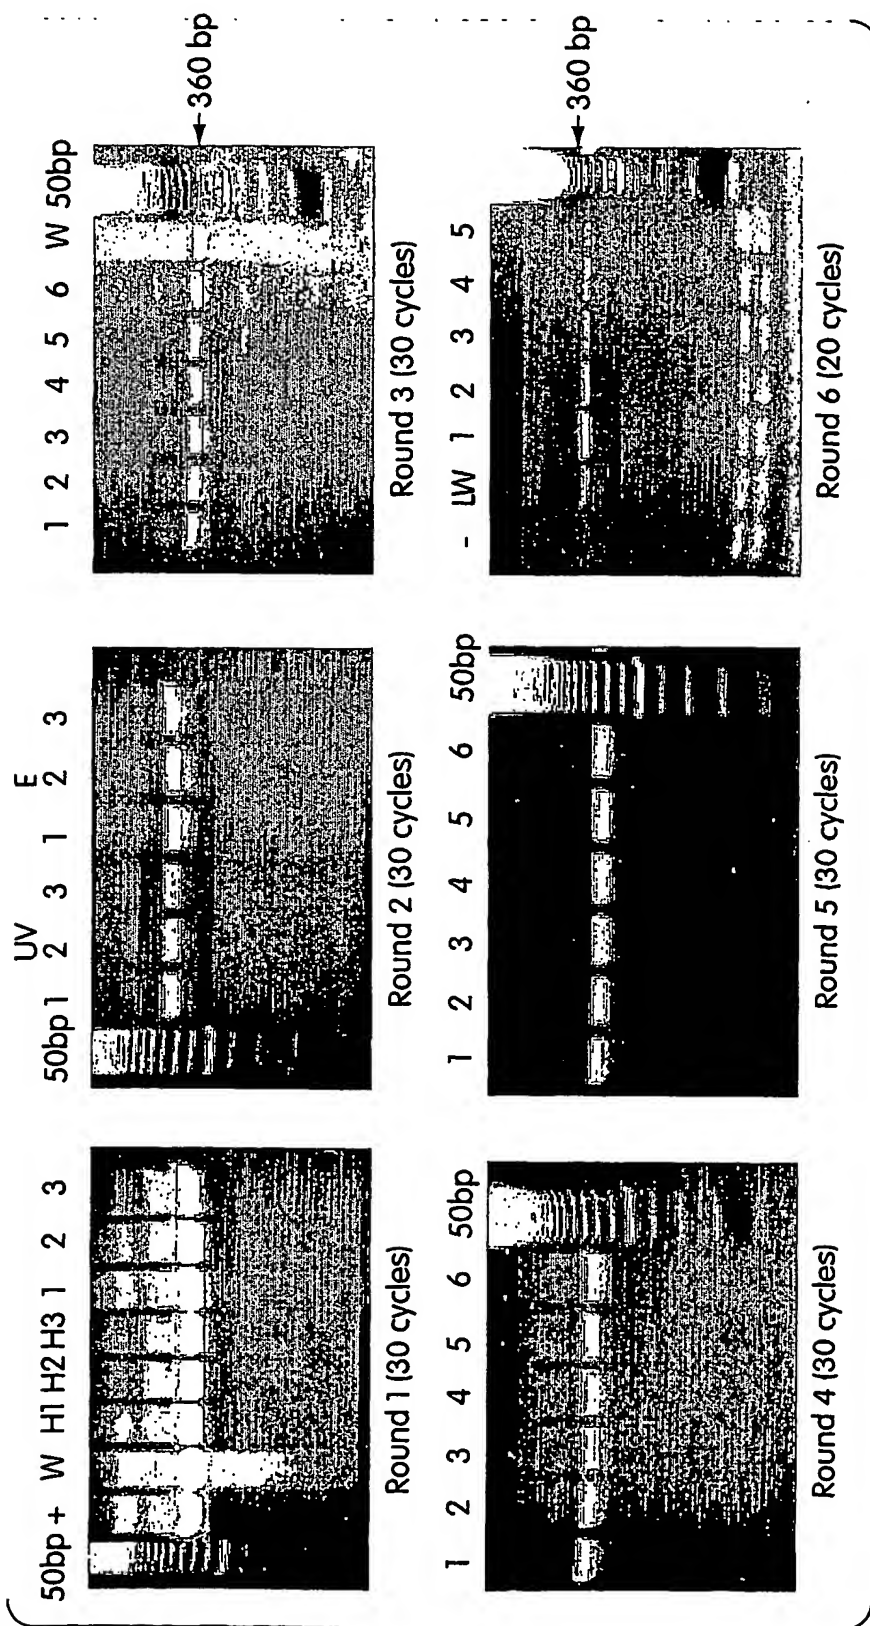 50bp + W H1 H2 H3 1 2 3
Round 1 (30 cycles)
UV E
50bp 1 2 3 1 2 3
Round 2 (30 cycles)
1 2 3 4 5 6 W 50bp
360 bp
Round 3 (30 cycles)
1 2 3 4 5 6 50bp
Round 4 (30 cycles)
1 2 3 4 5 6 50bp
Round 5 (30 cycles)
- LW 1 2 3 4 5
360 bp
Round 6 (20 cycles)